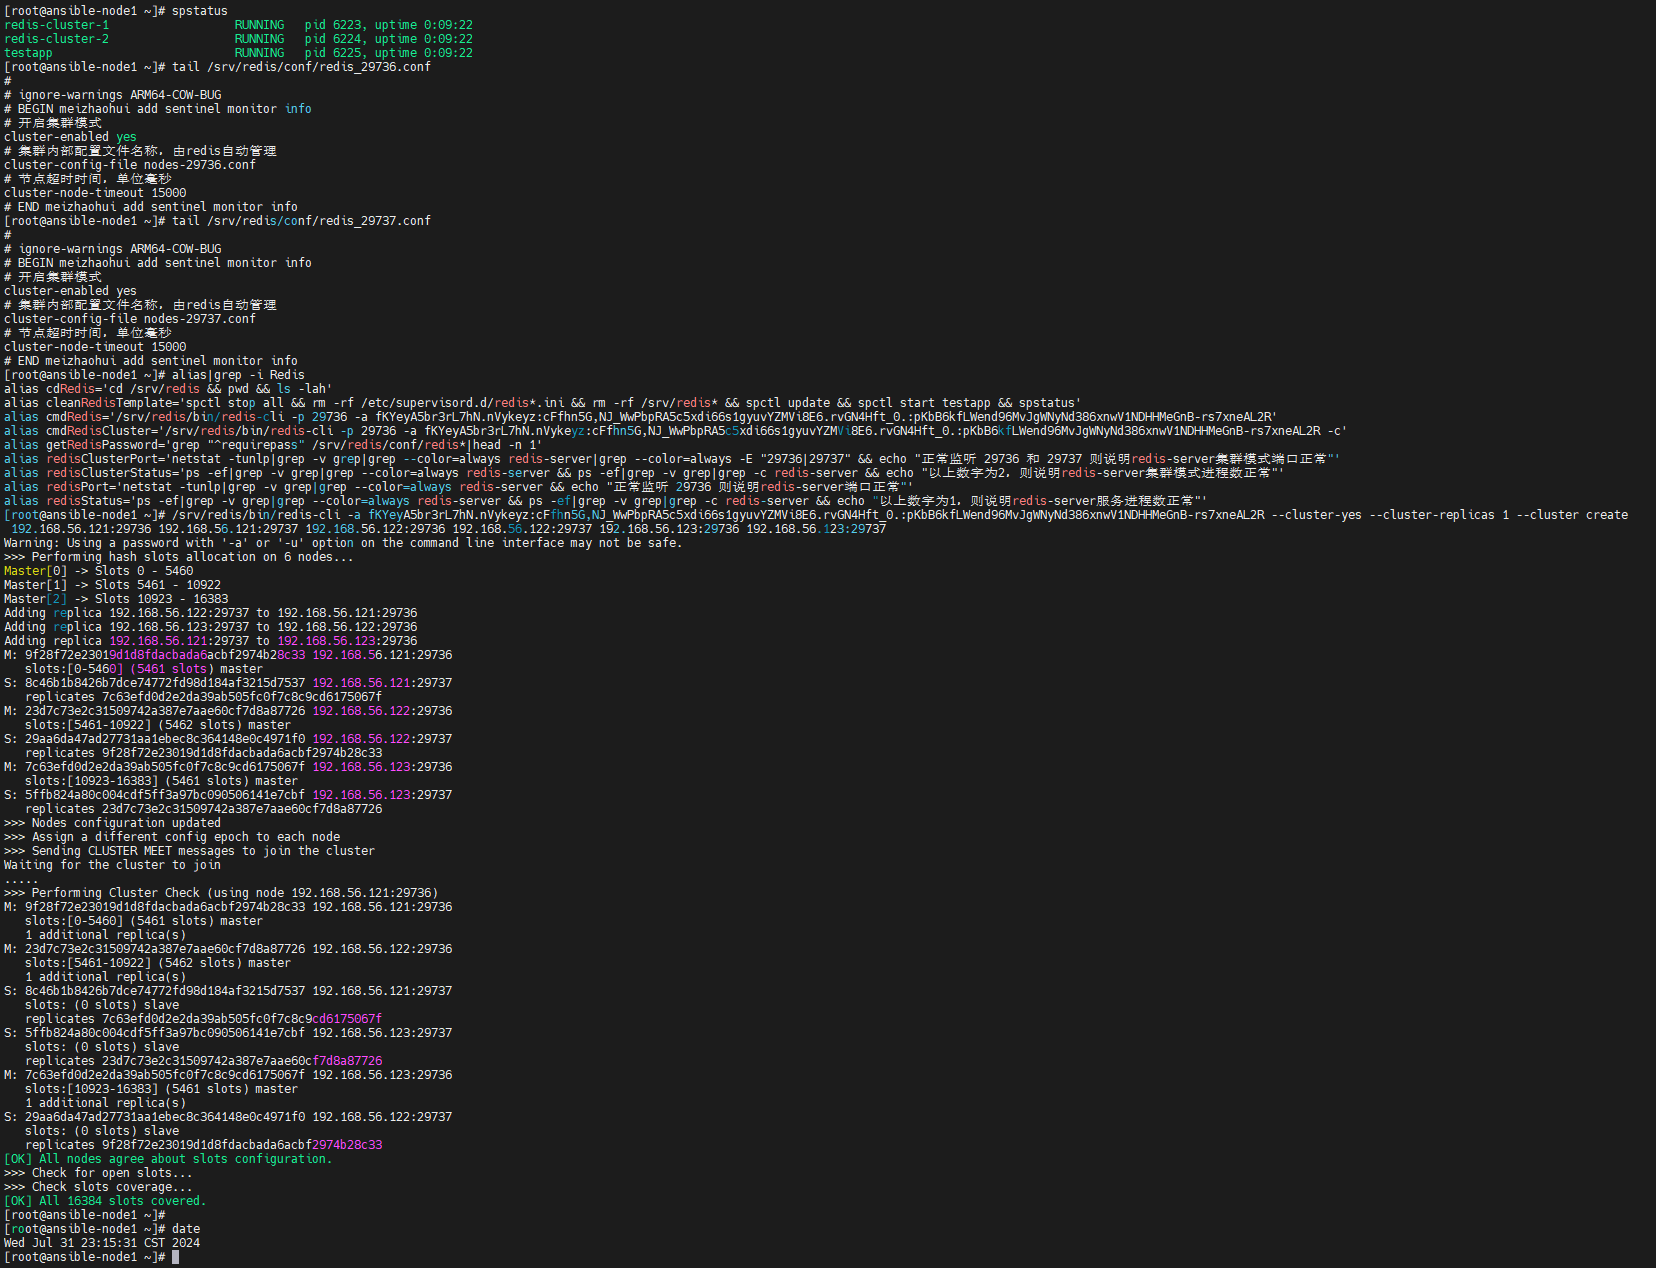 [root@ansible-node1 ~]# spstatus
redis-cluster-1                  RUNNING   pid 6223, uptime 0:09:22
redis-cluster-2                  RUNNING   pid 6224, uptime 0:09:22
testapp                          RUNNING   pid 6225, uptime 0:09:22
[root@ansible-node1 ~]# tail /srv/redis/conf/redis_29736.conf
#
# ignore-warnings ARM64-COW-BUG
# BEGIN meizhaohui add sentinel monitor info
# 开启集群模式
cluster-enabled yes
# 集群内部配置文件名称，由redis自动管理
cluster-config-file nodes-29736.conf
# 节点超时时间，单位毫秒
cluster-node-timeout 15000
# END meizhaohui add sentinel monitor info
[root@ansible-node1 ~]# tail /srv/redis/conf/redis_29737.conf
#
# ignore-warnings ARM64-COW-BUG
# BEGIN meizhaohui add sentinel monitor info
# 开启集群模式
cluster-enabled yes
# 集群内部配置文件名称，由redis自动管理
cluster-config-file nodes-29737.conf
# 节点超时时间，单位毫秒
cluster-node-timeout 15000
# END meizhaohui add sentinel monitor info
[root@ansible-node1 ~]# alias|grep -i Redis
alias cdRedis='cd /srv/redis && pwd && ls -lah'
alias cleanRedisTemplate='spctl stop all && rm -rf /etc/supervisord.d/redis*.ini && rm -rf /srv/redis* && spctl update && spctl start testapp && spstatus'
alias cmdRedis='/srv/redis/bin/redis-cli -p 29736 -a fKYeyA5br3rL7hN.nVykeyz:cFfhn5G,NJ_WwPbpRA5c5xdi66s1gyuvYZMVi8E6.rvGN4Hft_0.:pKbB6kfLWend96MvJgWNyNd386xnwV1NDHHMeGnB-rs7xneAL2R'
alias cmdRedisCluster='/srv/redis/bin/redis-cli -p 29736 -a fKYeyA5br3rL7hN.nVykeyz:cFfhn5G,NJ_WwPbpRA5c5xdi66s1gyuvYZMVi8E6.rvGN4Hft_0.:pKbB6kfLWend96MvJgWNyNd386xnwV1NDHHMeGnB-rs7xneAL2R -c'
alias getRedisPassword='grep "^requirepass" /srv/redis/conf/redis*|head -n 1'
alias redisClusterPort='netstat -tunlp|grep -v grep|grep --color=always redis-server|grep --color=always -E "29736|29737" && echo "正常监听 29736 和 29737 则说明redis-server集群模式端口正常"'
alias redisClusterStatus='ps -ef|grep -v grep|grep --color=always redis-server && ps -ef|grep -v grep|grep -c redis-server && echo "以上数字为2，则说明redis-server集群模式进程数正常"'
alias redisPort='netstat -tunlp|grep -v grep|grep --color=always redis-server && echo "正常监听 29736 则说明redis-server端口正常"'
alias redisStatus='ps -ef|grep -v grep|grep --color=always redis-server && ps -ef|grep -v grep|grep -c redis-server && echo "以上数字为1，则说明redis-server服务进程数正常"'
[root@ansible-node1 ~]# /srv/redis/bin/redis-cli -a fKYeyA5br3rL7hN.nVykeyz:cFfhn5G,NJ_WwPbpRA5c5xdi66s1gyuvYZMVi8E6.rvGN4Hft_0.:pKbB6kfLWend96MvJgWNyNd386xnwV1NDHHMeGnB-rs7xneAL2R --cluster-yes --cluster-replicas 1 --cluster create
 192.168.56.121:29736 192.168.56.121:29737 192.168.56.122:29736 192.168.56.122:29737 192.168.56.123:29736 192.168.56.123:29737
Warning: Using a password with '-a' or '-u' option on the command line interface may not be safe.
>>> Performing hash slots allocation on 6 nodes...
Master[0] -> Slots 0 - 5460
Master[1] -> Slots 5461 - 10922
Master[2] -> Slots 10923 - 16383
Adding replica 192.168.56.122:29737 to 192.168.56.121:29736
Adding replica 192.168.56.123:29737 to 192.168.56.122:29736
Adding replica 192.168.56.121:29737 to 192.168.56.123:29736
M: 9f28f72e23019d1d8fdacbada6acbf2974b28c33 192.168.56.121:29736
   slots:[0-5460] (5461 slots) master
S: 8c46b1b8426b7dce74772fd98d184af3215d7537 192.168.56.121:29737
   replicates 7c63efd0d2e2da39ab505fc0f7c8c9cd6175067f
M: 23d7c73e2c31509742a387e7aae60cf7d8a87726 192.168.56.122:29736
   slots:[5461-10922] (5462 slots) master
S: 29aa6da47ad27731aa1ebec8c364148e0c4971f0 192.168.56.122:29737
   replicates 9f28f72e23019d1d8fdacbada6acbf2974b28c33
M: 7c63efd0d2e2da39ab505fc0f7c8c9cd6175067f 192.168.56.123:29736
   slots:[10923-16383] (5461 slots) master
S: 5ffb824a80c004cdf5ff3a97bc090506141e7cbf 192.168.56.123:29737
   replicates 23d7c73e2c31509742a387e7aae60cf7d8a87726
>>> Nodes configuration updated
>>> Assign a different config epoch to each node
>>> Sending CLUSTER MEET messages to join the cluster
Waiting for the cluster to join
.....
>>> Performing Cluster Check (using node 192.168.56.121:29736)
M: 9f28f72e23019d1d8fdacbada6acbf2974b28c33 192.168.56.121:29736
   slots:[0-5460] (5461 slots) master
   1 additional replica(s)
M: 23d7c73e2c31509742a387e7aae60cf7d8a87726 192.168.56.122:29736
   slots:[5461-10922] (5462 slots) master
   1 additional replica(s)
S: 8c46b1b8426b7dce74772fd98d184af3215d7537 192.168.56.121:29737
   slots: (0 slots) slave
   replicates 7c63efd0d2e2da39ab505fc0f7c8c9cd6175067f
S: 5ffb824a80c004cdf5ff3a97bc090506141e7cbf 192.168.56.123:29737
   slots: (0 slots) slave
   replicates 23d7c73e2c31509742a387e7aae60cf7d8a87726
M: 7c63efd0d2e2da39ab505fc0f7c8c9cd6175067f 192.168.56.123:29736
   slots:[10923-16383] (5461 slots) master
   1 additional replica(s)
S: 29aa6da47ad27731aa1ebec8c364148e0c4971f0 192.168.56.122:29737
   slots: (0 slots) slave
   replicates 9f28f72e23019d1d8fdacbada6acbf2974b28c33
[OK] All nodes agree about slots configuration.
>>> Check for open slots...
>>> Check slots coverage...
[OK] All 16384 slots covered.
[root@ansible-node1 ~]#
[root@ansible-node1 ~]# date
Wed Jul 31 23:15:31 CST 2024
[root@ansible-node1 ~]#